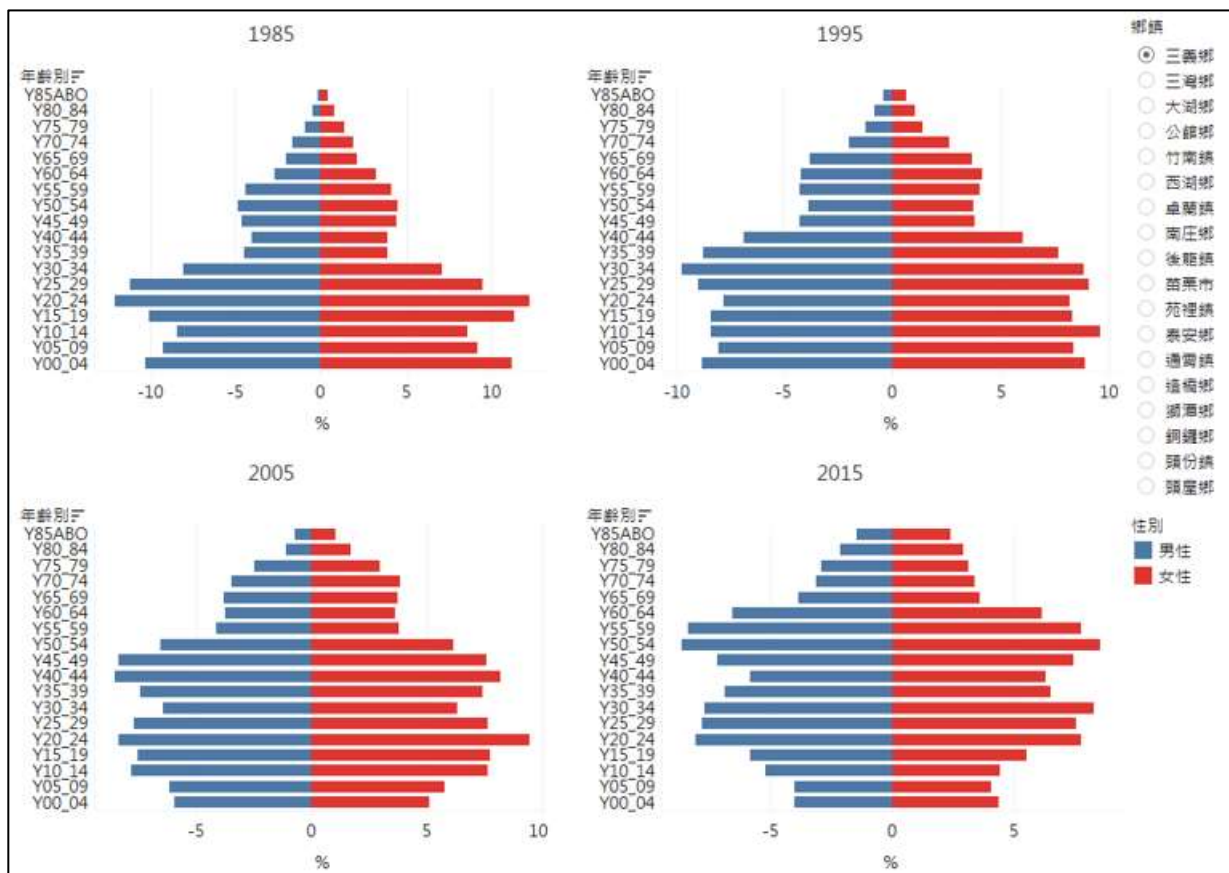 1985
年齡別
Y85ABO
Y80_84
Y75_79
Y70_74
Y65_69
Y60_64
Y55_59
Y50_54
Y45_49
Y40_44
Y35_39
Y30_34
Y25_29
Y20_24
Y15_19
Y10_14
Y05_09
Y00_04
-10 -5 0 5 10
%
1995
年齡別
Y85ABO
Y80_84
Y75_79
Y70_74
Y65_69
Y60_64
Y55_59
Y50_54
Y45_49
Y40_44
Y35_39
Y30_34
Y25_29
Y20_24
Y15_19
Y10_14
Y05_09
Y00_04
-10 -5 0 5 10
%
2005
年齡別
Y85ABO
Y80_84
Y75_79
Y70_74
Y65_69
Y60_64
Y55_59
Y50_54
Y45_49
Y40_44
Y35_39
Y30_34
Y25_29
Y20_24
Y15_19
Y10_14
Y05_09
Y00_04
-5 0 5 10
%
2015
年齡別
Y85ABO
Y80_84
Y75_79
Y70_74
Y65_69
Y60_64
Y55_59
Y50_54
Y45_49
Y40_44
Y35_39
Y30_34
Y25_29
Y20_24
Y15_19
Y10_14
Y05_09
Y00_04
-5 0 5
%
鄉鎮
三義鄉
三灣鄉
大湖鄉
公館鄉
竹南鎮
西湖鄉
卓蘭鎮
南庄鄉
後龍鎮
苗栗市
苑裡鎮
泰安鄉
通霄鎮
造橋鄉
獅潭鄉
銅鑼鄉
頭份鎮
頭屋鄉
性別
男性
女性